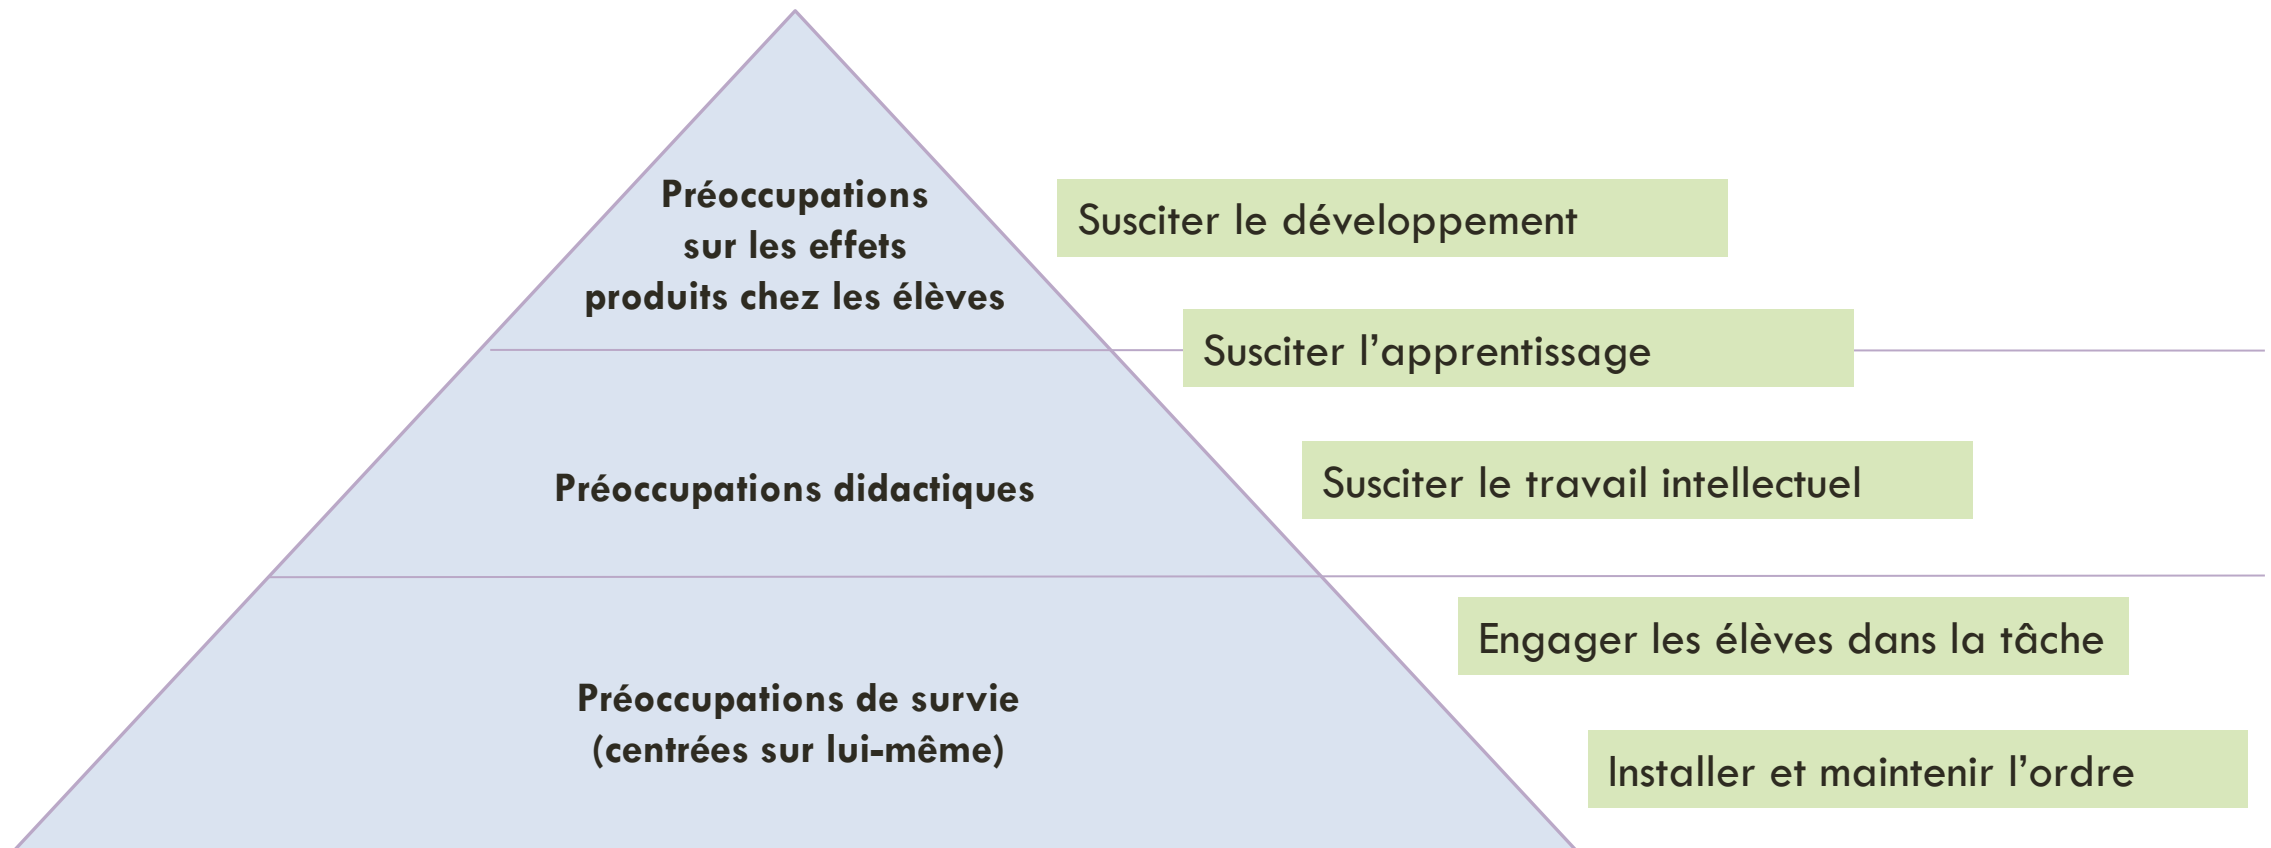 Préoccupations
sur les effets
produits chez les élèves
Susciter le développement
Susciter l’apprentissage
Préoccupations didactiques
Susciter le travail intellectuel
Engager les élèves dans la tâche
Préoccupations de survie
(centrées sur lui-même)
Installer et maintenir l’ordre